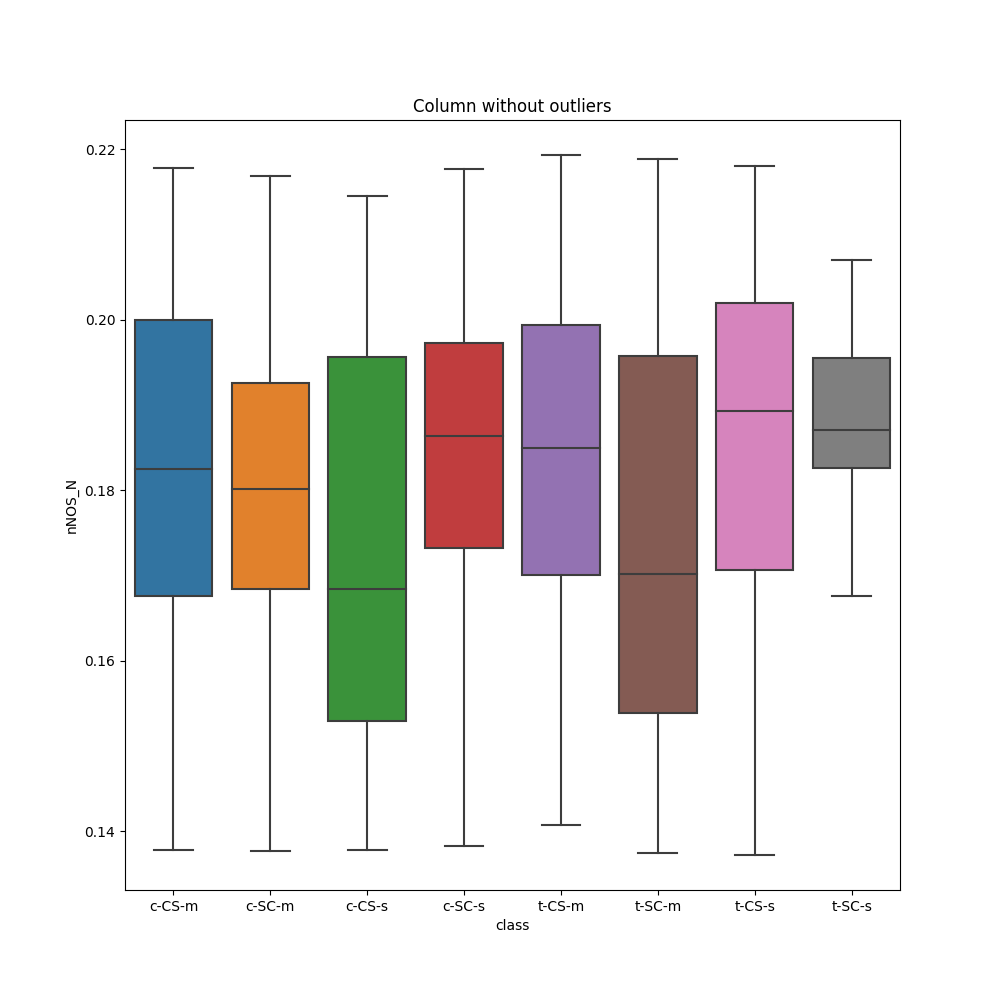 Column without outliers
nNOS_N
0.22
0.20
0.18
0.16
0.14
c-CS-m c-SC-m c-CS-s c-SC-s t-CS-m t-SC-m t-CS-s t-SC-s
class